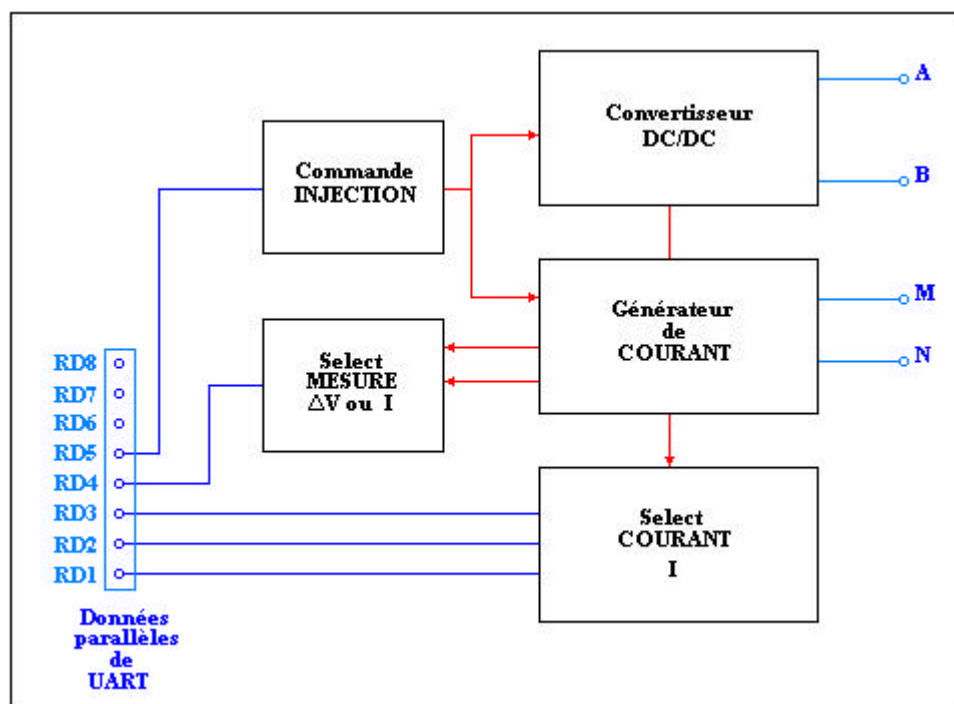 Convertisseur
DC/DC
A
B
Commande
INJECTION
Générateur
de
COURANT
M
N
Select
MESURE
△V ou I
RD8
RD7
RD6
RD5
RD4
RD3
RD2
RD1
Select
COURANT
I
Données
parallèles
de
UART